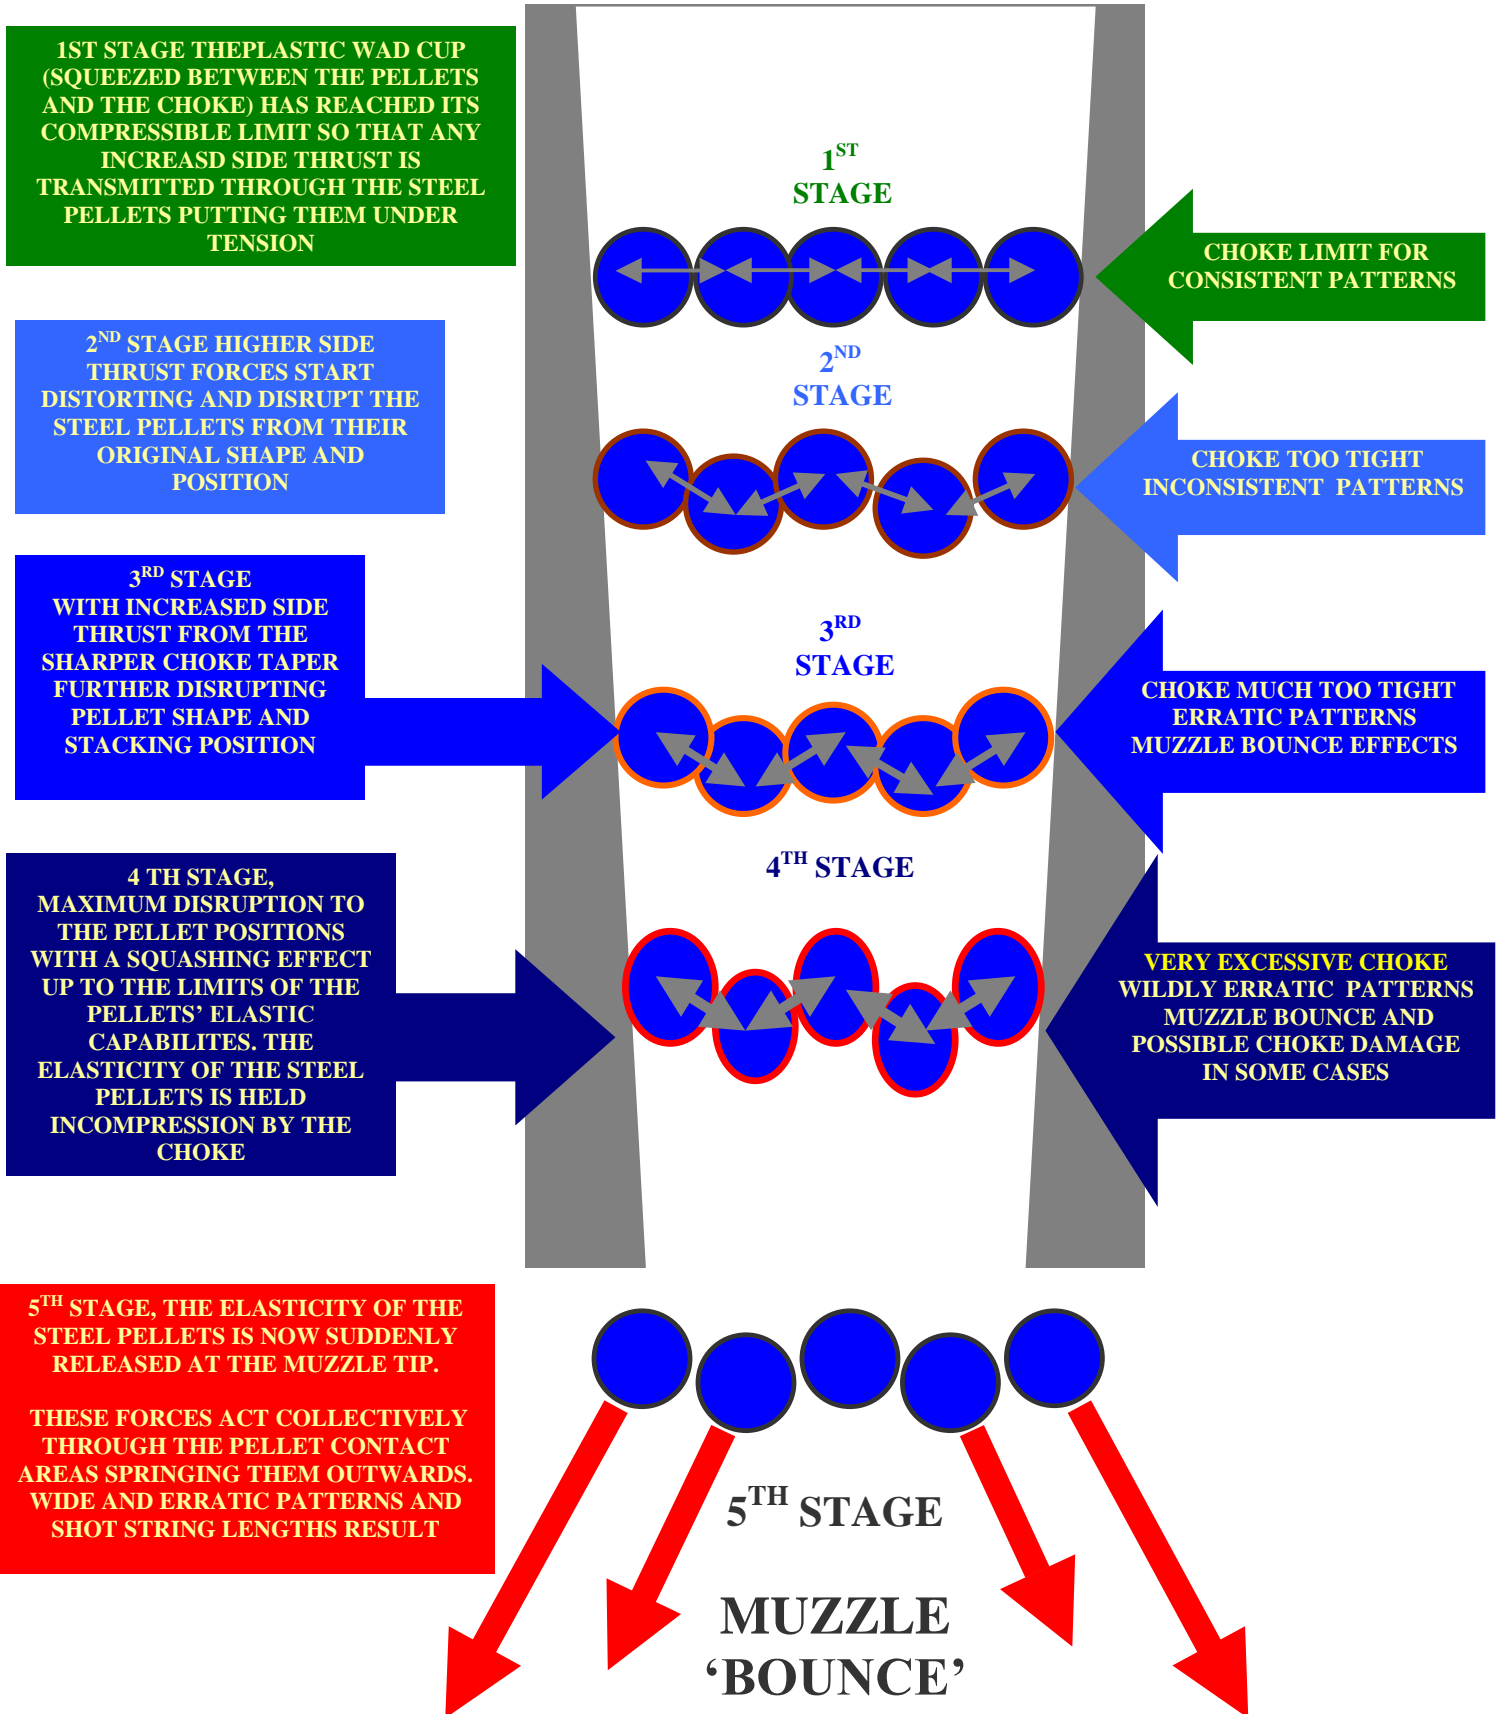 1ST STAGE THEPLASTIC WAD CUP
(SQUEEZED BETWEEN THE PELLETS
AND THE CHOKE) HAS REACHED ITS
COMPRESSIBLE LIMIT SO THAT ANY
INCREASD SIDE THRUST IS
TRANSMITTED THROUGH THE STEEL
PELLETS PUTTING THEM UNDER
TENSION
1ST
STAGE
CHOKE LIMIT FOR
CONSISTENT PATTERNS
2ND STAGE HIGHER SIDE
THRUST FORCES START
DISTORTING AND DISRUPT THE
STEEL PELLETS FROM THEIR
ORIGINAL SHAPE AND
POSITION
2ND
STAGE
CHOKE TOO TIGHT
INCONSISTENT PATTERNS
3RD STAGE
WITH INCREASED SIDE
THRUST FROM THE
SHARPER CHOKE TAPER
FURTHER DISRUPTING
PELLET SHAPE AND
STACKING POSITION
3RD
STAGE
CHOKE MUCH TOO TIGHT
ERRATIC PATTERNS
MUZZLE BOUNCE EFFECTS
4 TH STAGE,
MAXIMUM DISRUPTION TO
THE PELLET POSITIONS
WITH A SQUASHING EFFECT
UP TO THE LIMITS OF THE
PELLETS’ ELASTIC
CAPABILITES. THE
ELASTICITY OF THE STEEL
PELLETS IS HELD
INCOMPRESSION BY THE
CHOKE
4TH STAGE
VERY EXCESSIVE CHOKE
WILDLY ERRATIC PATTERNS
MUZZLE BOUNCE AND
POSSIBLE CHOKE DAMAGE
IN SOME CASES
5TH STAGE, THE ELASTICITY OF THE
STEEL PELLETS IS NOW SUDDENLY
RELEASED AT THE MUZZLE TIP.
THESE FORCES ACT COLLECTIVELY
THROUGH THE PELLET CONTACT
AREAS SPRINGING THEM OUTWARDS.
WIDE AND ERRATIC PATTERNS AND
SHOT STRING LENGTHS RESULT
5TH STAGE
MUZZLE
‘BOUNCE’